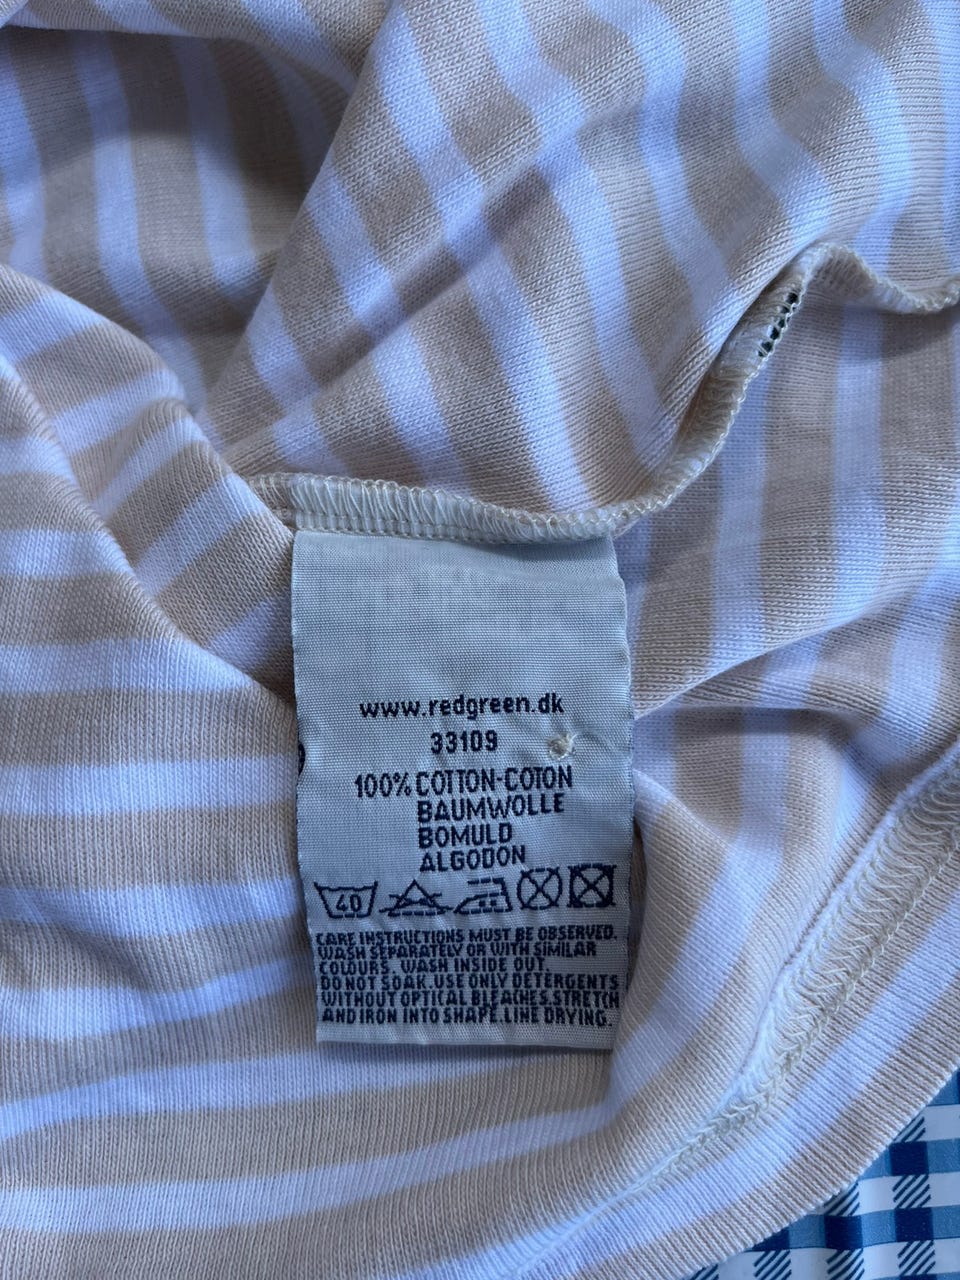 www.redgreen.dk
33109
100% COTTON-COTON
BAUMWOLLE
BOMULD
ALGODON
40
CARE INSTRUCTIONS MUST BE OBSERVED.
WASH SEPARATELY OR WITH SIMILAR
COLOURS. WASH INSIDE OUT
DO NOT SOAK.USE ONLY DETERGENTS
WITHOUT OPTICAL BLEACHES.STRETCH
AND IRON INTO SHAPE.LINE DRYING.